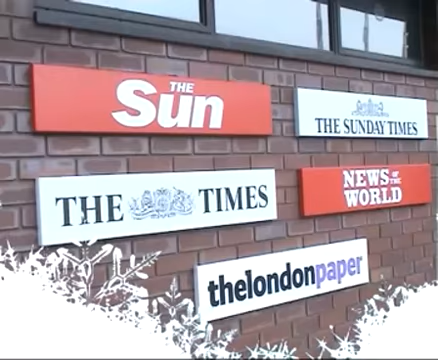 THE
Sun
THE SUNDAY TIMES
THE TIMES
NEWS OF THE
WORLD
thelondonpaper